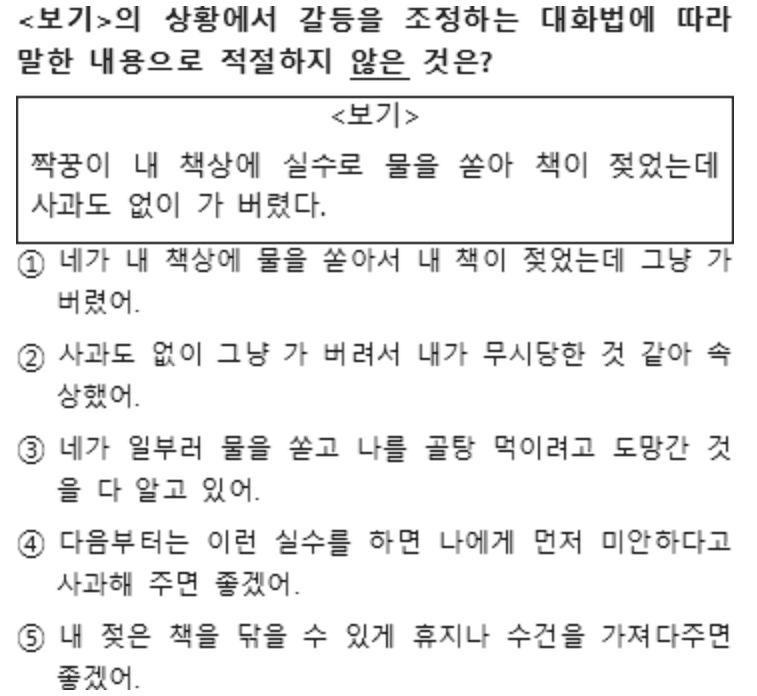 <보기>의 상황에서 갈등을 조정하는 대화법에 따라
말한 내용으로 적절하지 않은 것은?
<보기>
짝꿍이 내 책상에 실수로 물을 쏟아 책이 젖었는데
사과도 없이 가 버렸다.
① 네가 내 책상에 물을 쏟아서 내 책이 젖었는데 그냥 가
버렸어.
② 사과도 없이 그냥 가 버려서 내가 무시당한 것 같아 속
상했어.
③ 네가 일부러 물을 쏟고 나를 골탕 먹이려고 도망간 것
을 다 알고 있어.
④ 다음부터는 이런 실수를 하면 나에게 먼저 미안하다고
사과해 주면 좋겠어.
⑤ 내 젖은 책을 닦을 수 있게 휴지나 수건을 가져다주면
좋겠어.